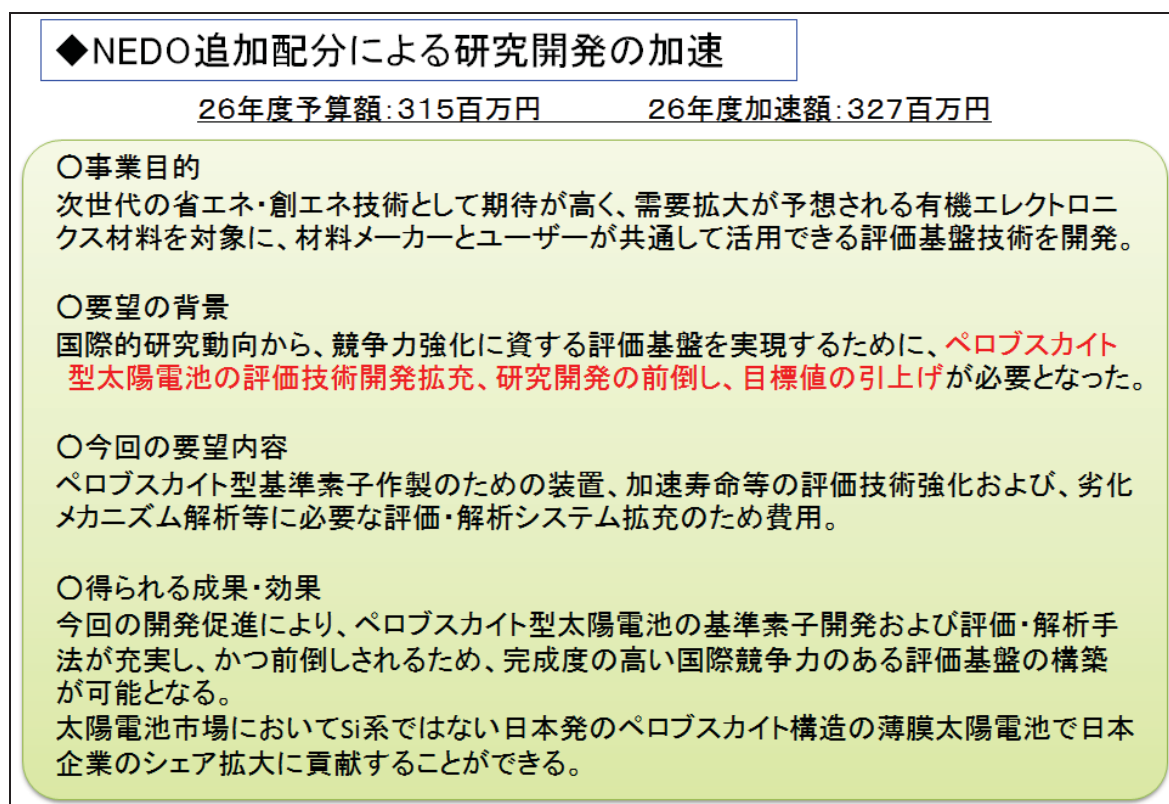 ◆NEDO追加配分による研究開発の加速
26年度予算額:315百万円　　　26年度加速額:327百万円
○事業目的
次世代の省エネ・創エネ技術として期待が高く、需要拡大が予想される有機エレクトロニ
クス材料を対象に、材料メーカーとユーザーが共通して活用できる評価基盤技術を開発。
○要望の背景
国際的研究動向から、競争力強化に資する評価基盤を実現するために、ペロブスカイト
型太陽電池の評価技術開発拡充、研究開発の前倒し、目標値の引上げが必要となった。
○今回の要望内容
ペロブスカイト型基準素子作製のための装置、加速寿命等の評価技術強化および、劣化
メカニズム解析等に必要な評価・解析システム拡充のため費用。
○得られる成果・効果
今回の開発促進により、ペロブスカイト型太陽電池の基準素子開発および評価・解析手
法が充実し、かつ前倒しされるため、完成度の高い国際競争力のある評価基盤の構築
が可能となる。
太陽電池市場においてSi系ではない日本発のペロブスカイト構造の薄膜太陽電池で日本
企業のシェア拡大に貢献することができる。